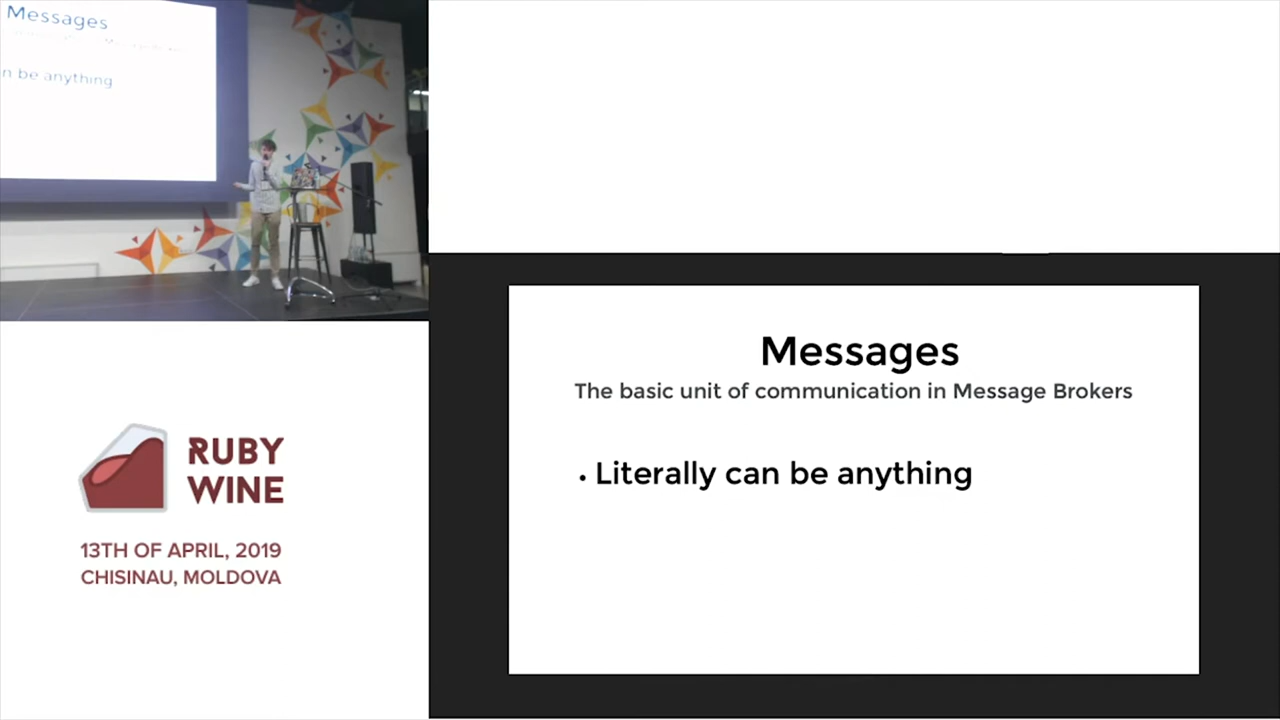 Messages
n be anything
RUBY
WINE
13TH OF APRIL, 2019
CHISINAU, MOLDOVA
Messages
The basic unit of communication in Message Brokers
• Literally can be anything